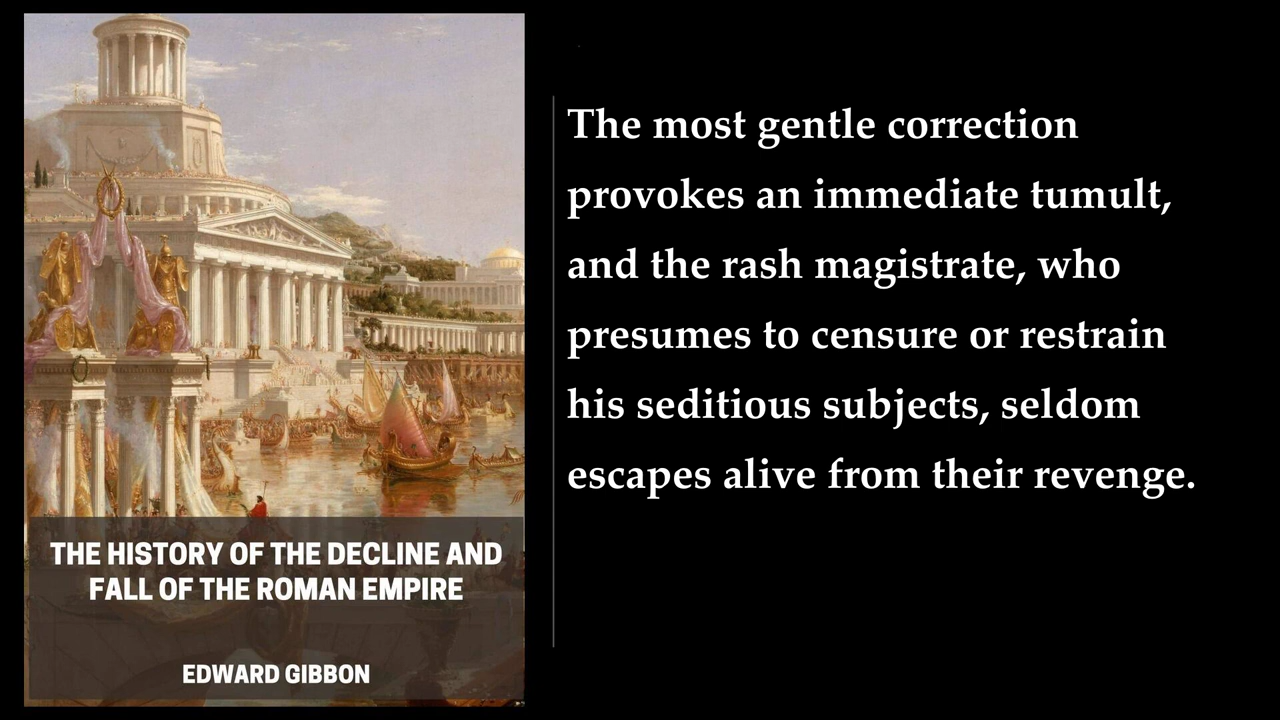 THE HISTORY OF THE DECLINE AND
FALL OF THE ROMAN EMPIRE
EDWARD GIBBON
The most gentle correction
provokes an immediate tumult,
and the rash magistrate, who
presumes to censure or restrain
his seditious subjects, seldom
escapes alive from their revenge.